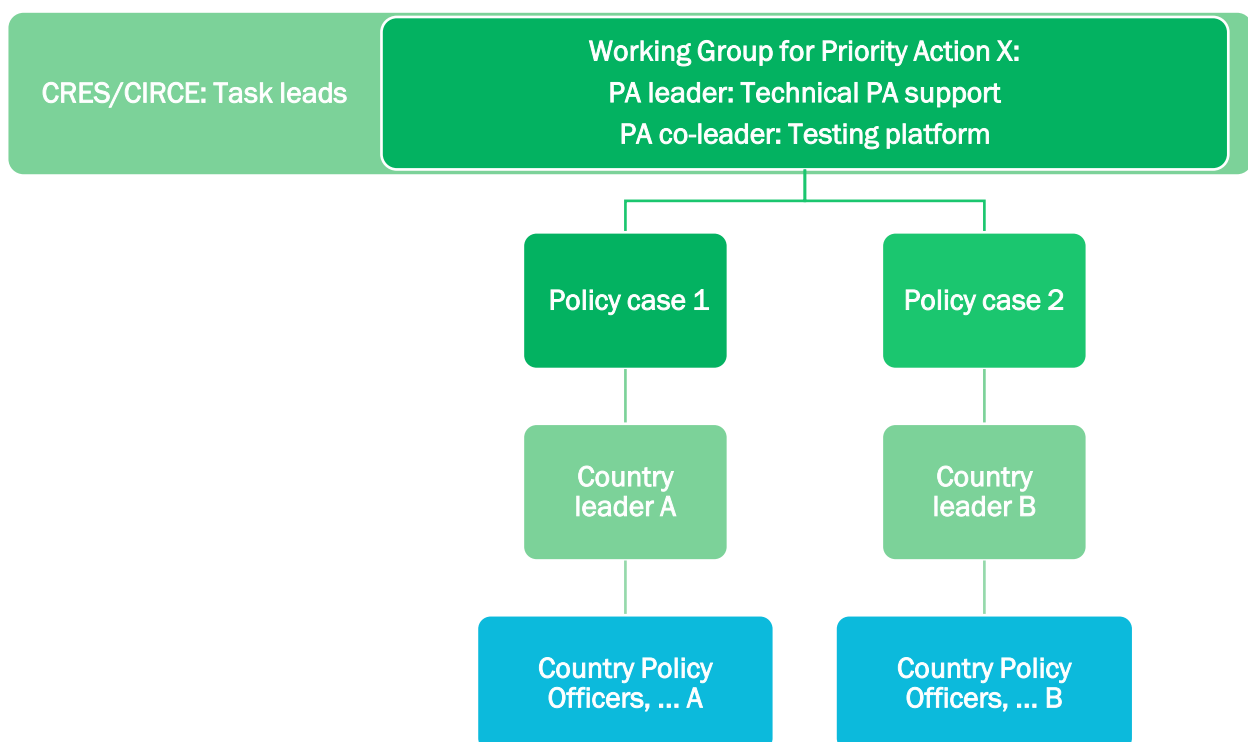 CRES/CIRCE: Task leads
Working Group for Priority Action X:
PA leader: Technical PA support
PA co-leader: Testing platform
Policy case 1
Policy case 2
Country
leader A
Country
leader B
Country Policy
Officers, ... A
Country Policy
Officers, ... B